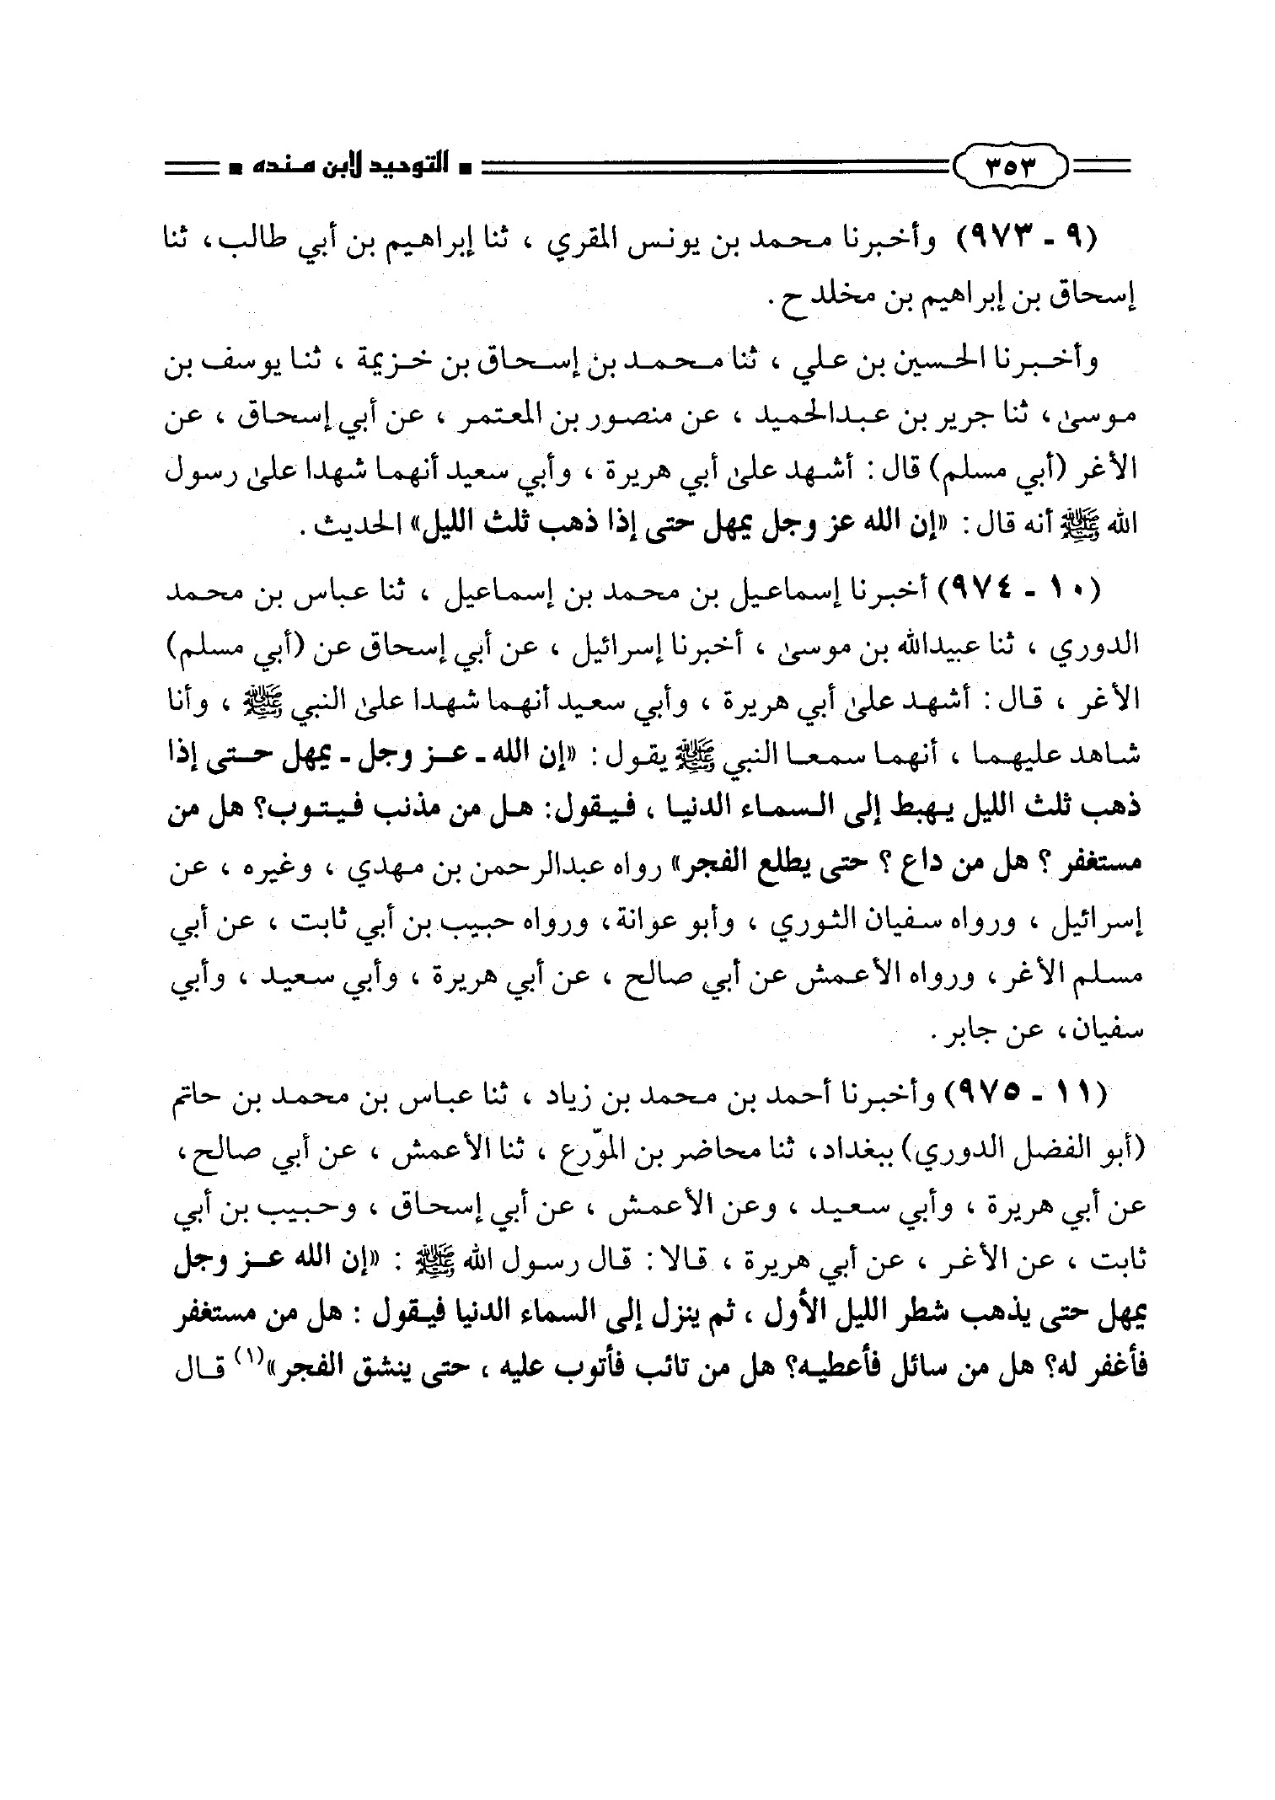 ٣٥٣ ■ التوحيد لابن منده ■
(٩ ـ ٩٧٣) وأخبرنا محمد بن يونس المقري ، ثنا إبراهيم بن أبي طالب، ثنا
إسحاق بن إبراهيم بن مخلد ح .
وأخبرنا الحسين بن علي ، ثنا محمد بن إسحاق بن خزيمة ، ثنا يوسف بن
موسىٰ، ثنا جرير بن عبدالحميد ، عن منصور بن المعتمر ، عن أبي إسحاق ، عن
الأغر (أبي مسلم) قال : أشهد علىٰ أبي هريرة ، وأبي سعيد أنهما شهدا علىٰ رسول
الله ﷺ أنه قال : «إن الله عز وجل يمهل حتى إذا ذهب ثلث الليل» الحديث .
(١٠ ـ ٩٧٤) أخبرنا إسماعيل بن محمد بن إسماعيل ، ثنا عباس بن محمد
الدوري ، ثنا عبيدالله بن موسىٰ ، أخبرنا إسرائيل ، عن أبي إسحاق عن (أبي مسلم)
الأغر ، قال : أشهد علىٰ أبي هريرة ، وأبي سعيد أنهما شهدا علىٰ النبي ﷺ ، وأنا
شاهد عليهما ، أنهما سمعا النبي ﷺ يقول : «إن الله ـ عز وجل ـ يمهل حتى إذا
ذهب ثلث الليل يهبط إلى السماء الدنيا ، فيقول: هل من مذنب فيتوب؟ هل من
مستغفر ؟ هل من داع ؟ حتى يطلع الفجر» رواه عبدالرحمن بن مهدي ، وغيره ، عن
إسرائيل ، ورواه سفيان الثوري ، وأبو عوانة، ورواه حبيب بن أبي ثابت ، عن أبي
مسلم الأغر ، ورواه الأعمش عن أبي صالح ، عن أبي هريرة ، وأبي سعيد ، وأبي
سفيان، عن جابر .
(١١ ـ ٩٧٥) وأخبرنا أحمد بن محمد بن زياد ، ثنا عباس بن محمد بن حاتم
(أبو الفضل الدوري) ببغداد، ثنا محاضر بن المورّع ، ثنا الأعمش ، عن أبي صالح،
عن أبي هريرة ، وأبي سعيد ، وعن الأعمش ، عن أبي إسحاق ، وحبيب بن أبي
ثابت ، عن الأغر ، عن أبي هريرة ، قالا : قال رسول الله ﷺ : «إن الله عز وجل
يمهل حتى يذهب شطر الليل الأول ، ثم ينزل إلى السماء الدنيا فيقول : هل من مستغفر
فأغفر له؟ هل من سائل فأعطيه؟ هل من تائب فأتوب عليه ، حتى ينشق الفجر»(١) قال